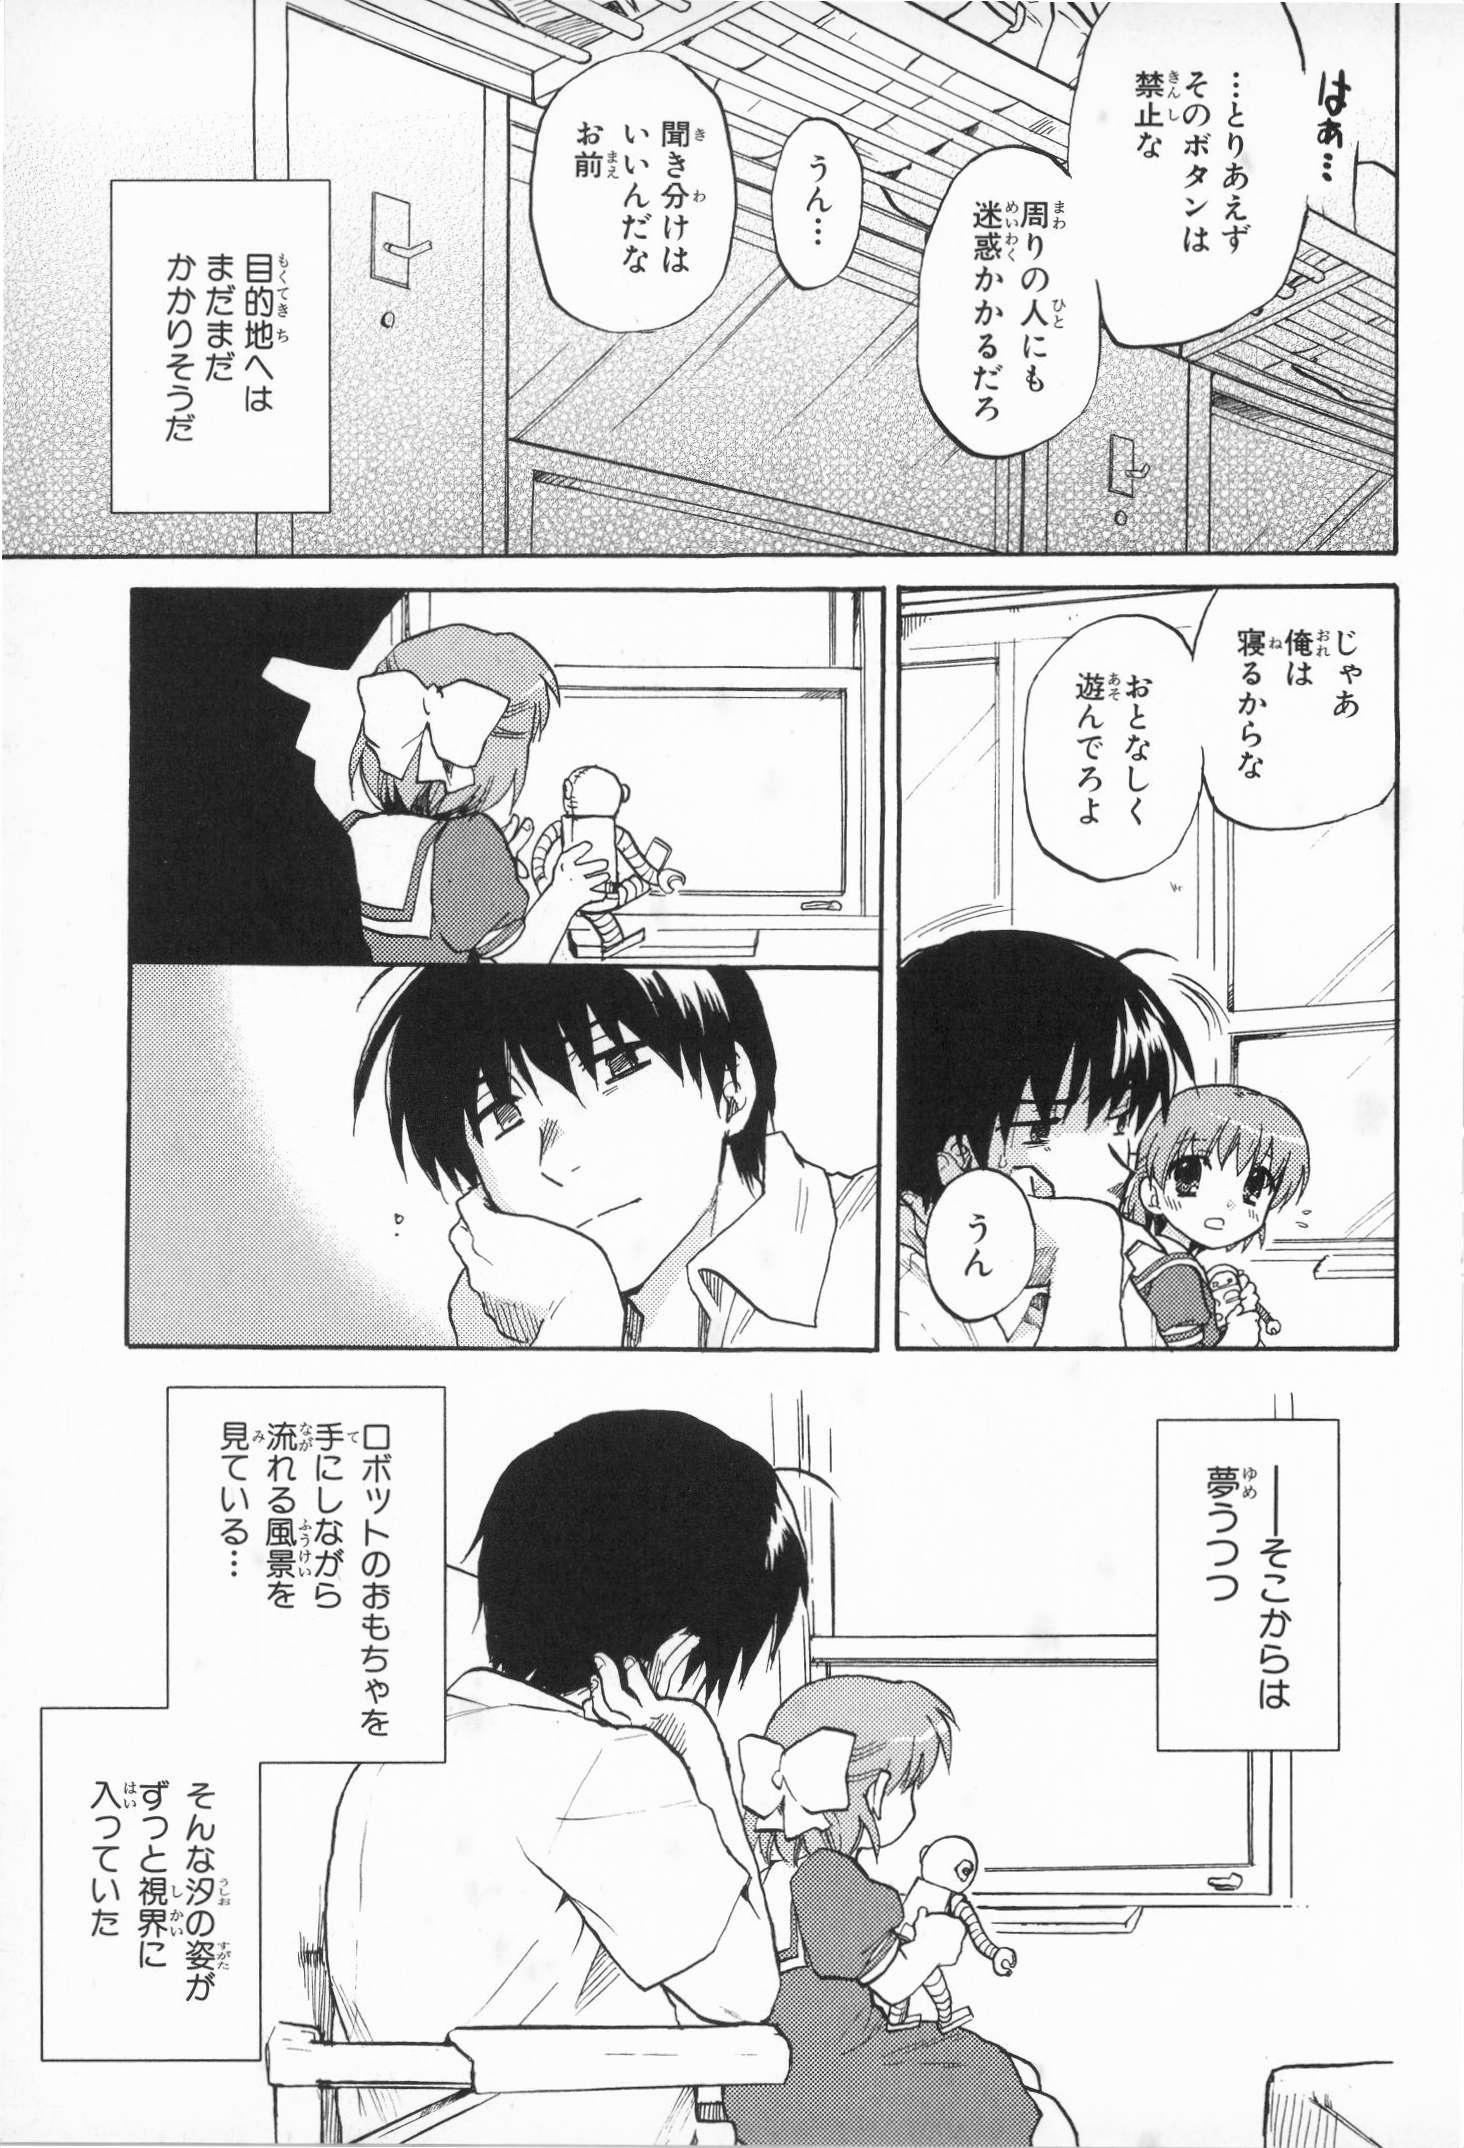 はぁ…
…とりあえず
そのボタンは
禁止な
周りの人にも
迷惑かかるだろ
うん…
聞き分けは
いいんだな
お前
目的地へは
まだまだ
かかりそうだ
じゃあ
俺は
寝るからな
おとなしく
遊んでろよ
うん
――そこからは
夢うつつ
ロボットのおもちゃを
手にしながら
流れる風景を
見ている…
そんな汐の姿が
ずっと視界に
入っていた